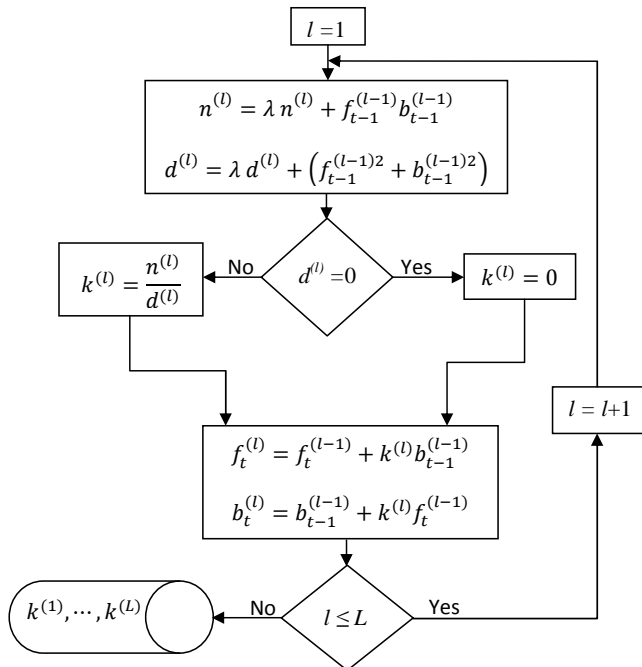 l =1
n^{(l)} = λ n^{(l)} + f_{t-1}^{(l-1)} b_{t-1}^{(l-1)}
d^{(l)} = λ d^{(l)} + (f_{t-1}^{(l-1)2} + b_{t-1}^{(l-1)2})
No
d^{(l)} =0
Yes
k^{(l)} = \frac{n^{(l)}}{d^{(l)}}
k^{(l)} = 0
l = l+1
f_t^{(l)} = f_t^{(l-1)} + k^{(l)} b_{t-1}^{(l-1)}
b_t^{(l)} = b_{t-1}^{(l-1)} + k^{(l)} f_t^{(l-1)}
k^{(1)}, ⋯, k^{(L)}
No
l ≤ L
Yes